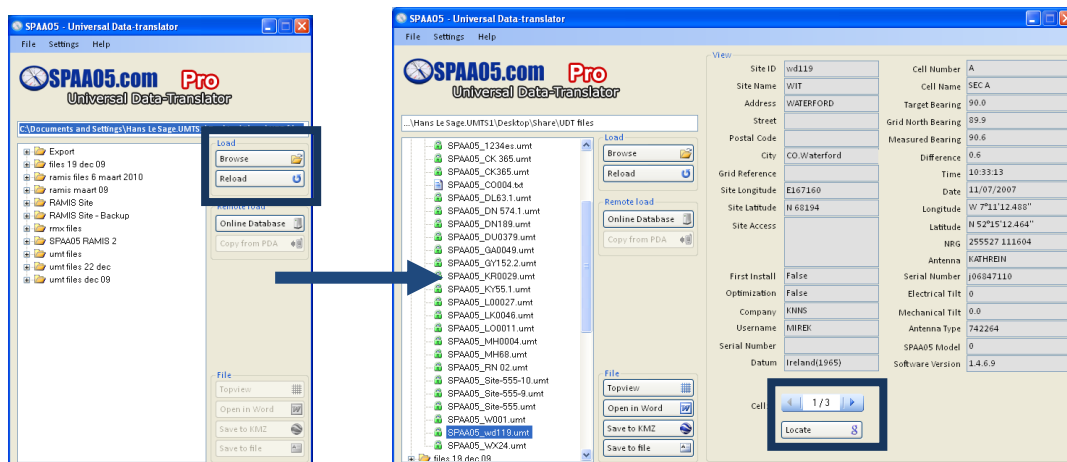 SPAA05 - Universal Data-translator
File Settings Help
SPAA05.com Pro
Universal Data-Translator
C:\Documents and Settings\Hans Le Sage.UMTS
Export
files 19 dec 09
ramis files 6 maart 2010
ramis maart 09
RAMIS Site
RAMIS Site - Backup
rmx files
SPAA05 RAMIS 2
umt files
umt files 22 dec
umt files dec 09
Load
Browse
Reload
Remote load
Online Database
Copy from PDA
File
Topview
Open in Word
Save to KMZ
Save to file
SPAA05 - Universal Data-translator
File Settings Help
SPAA05.com Pro
Universal Data-Translator
...\Hans Le Sage.UMTS1\Desktop\Share\UDT files
SPAA05_1234es.umt
SPAA05_CK 365.umt
SPAA05_CK365.umt
SPAA05_CO004.txt
SPAA05_DL63.1.umt
SPAA05_DN 574.1.umt
SPAA05_DN189.umt
SPAA05_DU0379.umt
SPAA05_GA0049.umt
SPAA05_GY152.2.umt
SPAA05_KR0029.umt
SPAA05_KY55.1.umt
SPAA05_L00027.umt
SPAA05_LK0046.umt
SPAA05_LO0011.umt
SPAA05_MH0004.umt
SPAA05_MH68.umt
SPAA05_RN 02.umt
SPAA05_Site-555-10.umt
SPAA05_Site-555-9.umt
SPAA05_Site-555.umt
SPAA05_W001.umt
SPAA05_wd119.umt
SPAA05_WX24.umt
files 19 dec 09
Load
Browse
Reload
Remote load
Online Database
Copy from PDA
File
Topview
Open in Word
Save to KMZ
Save to file
View
Site ID wd119
Site Name WIT
Address WATERFORD
Street
Postal Code
City CO.Waterford
Grid Reference
Site Longitude E167160
Site Latitude N 68194
Site Access
First Install False
Optimization False
Company KNNS
Username MIREK
Serial Number
Datum Ireland(1965)
Cell Number A
Cell Name SEC A
Target Bearing 90.0
Grid North Bearing 89.9
Measured Bearing 90.6
Difference 0.6
Time 10:33:13
Date 11/07/2007
Longitude W 7°11'12.488"
Latitude N 52°15'12.464"
NRG 255527 111604
Antenna KATHREIN
Serial Number j06847110
Electrical Tilt 0
Mechanical Tilt 0.0
Antenna Type 742264
SPAA05 Model 0
Software Version 1.4.6.9
Cell:
1/3
Locate